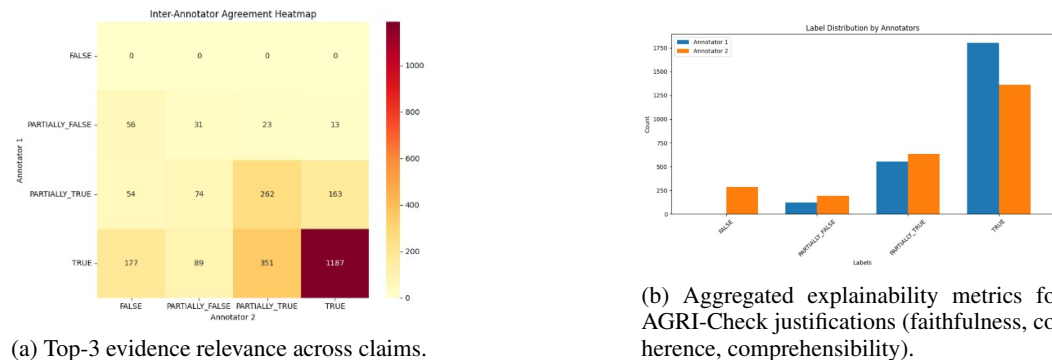 Inter-Annotator Agreement Heatmap
FALSE
0
0
0
0
PARTIALLY_FALSE
56
31
23
13
PARTIALLY_TRUE
54
74
262
163
TRUE
177
89
351
1187
FALSE
PARTIALLY_FALSE
PARTIALLY_TRUE
TRUE
Annotator 1
Annotator 2
1000
800
600
400
200
0
(a) Top-3 evidence relevance across claims.
Label Distribution by Annotators
Annotator 1
Annotator 2
1750
1500
1250
1000
750
500
250
0
Count
FALSE
PARTIALLY_FALSE
PARTIALLY_TRUE
TRUE
Labels
(b) Aggregated explainability metrics fo
AGRI-Check justifications (faithfulness, co
herence, comprehensibility).